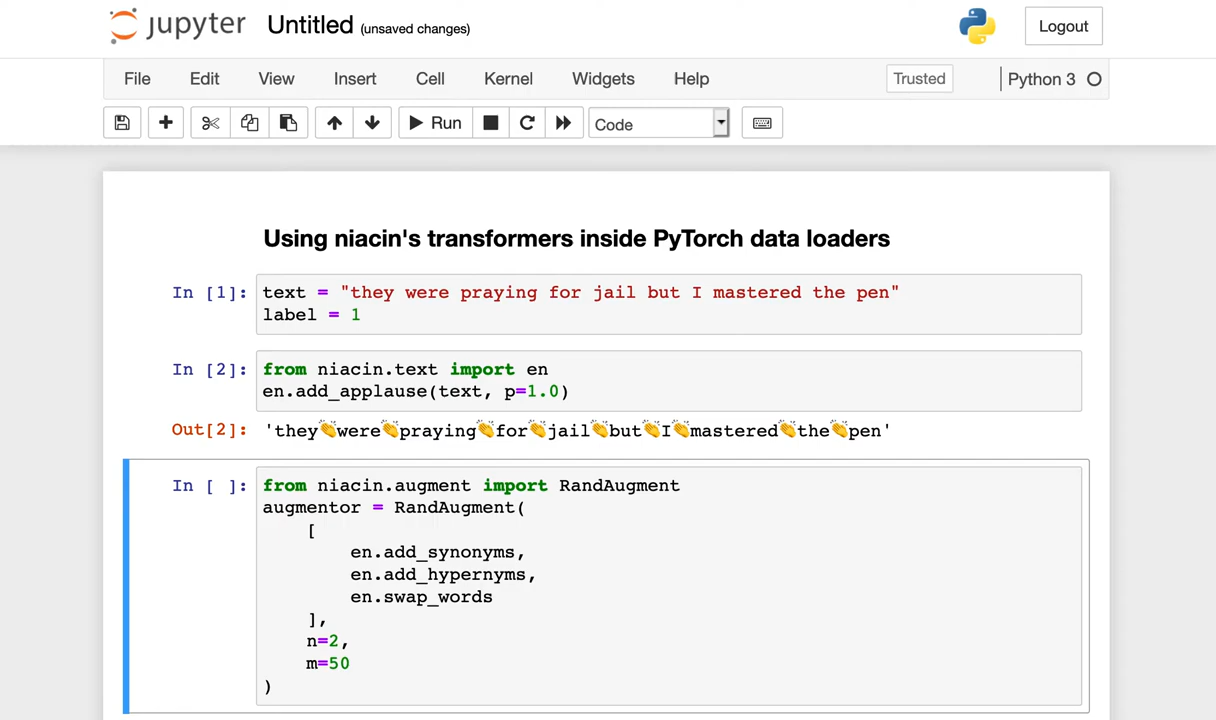 jupyter Untitled (unsaved changes) Logout
File Edit View Insert Cell Kernel Widgets Help Trusted Python 3
Run Code
Using niacin's transformers inside PyTorch data loaders
In [1]: text = "they were praying for jail but I mastered the pen"
label = 1
In [2]: from niacin.text import en
en.add_applause(text, p=1.0)
Out[2]: 'they👏were👏praying👏for👏jail👏but👏I👏mastered👏the👏pen'
In [ ]: from niacin.augment import RandAugment
augmentor = RandAugment(
    [
        en.add_synonyms,
        en.add_hypernyms,
        en.swap_words
    ],
    n=2,
    m=50
)